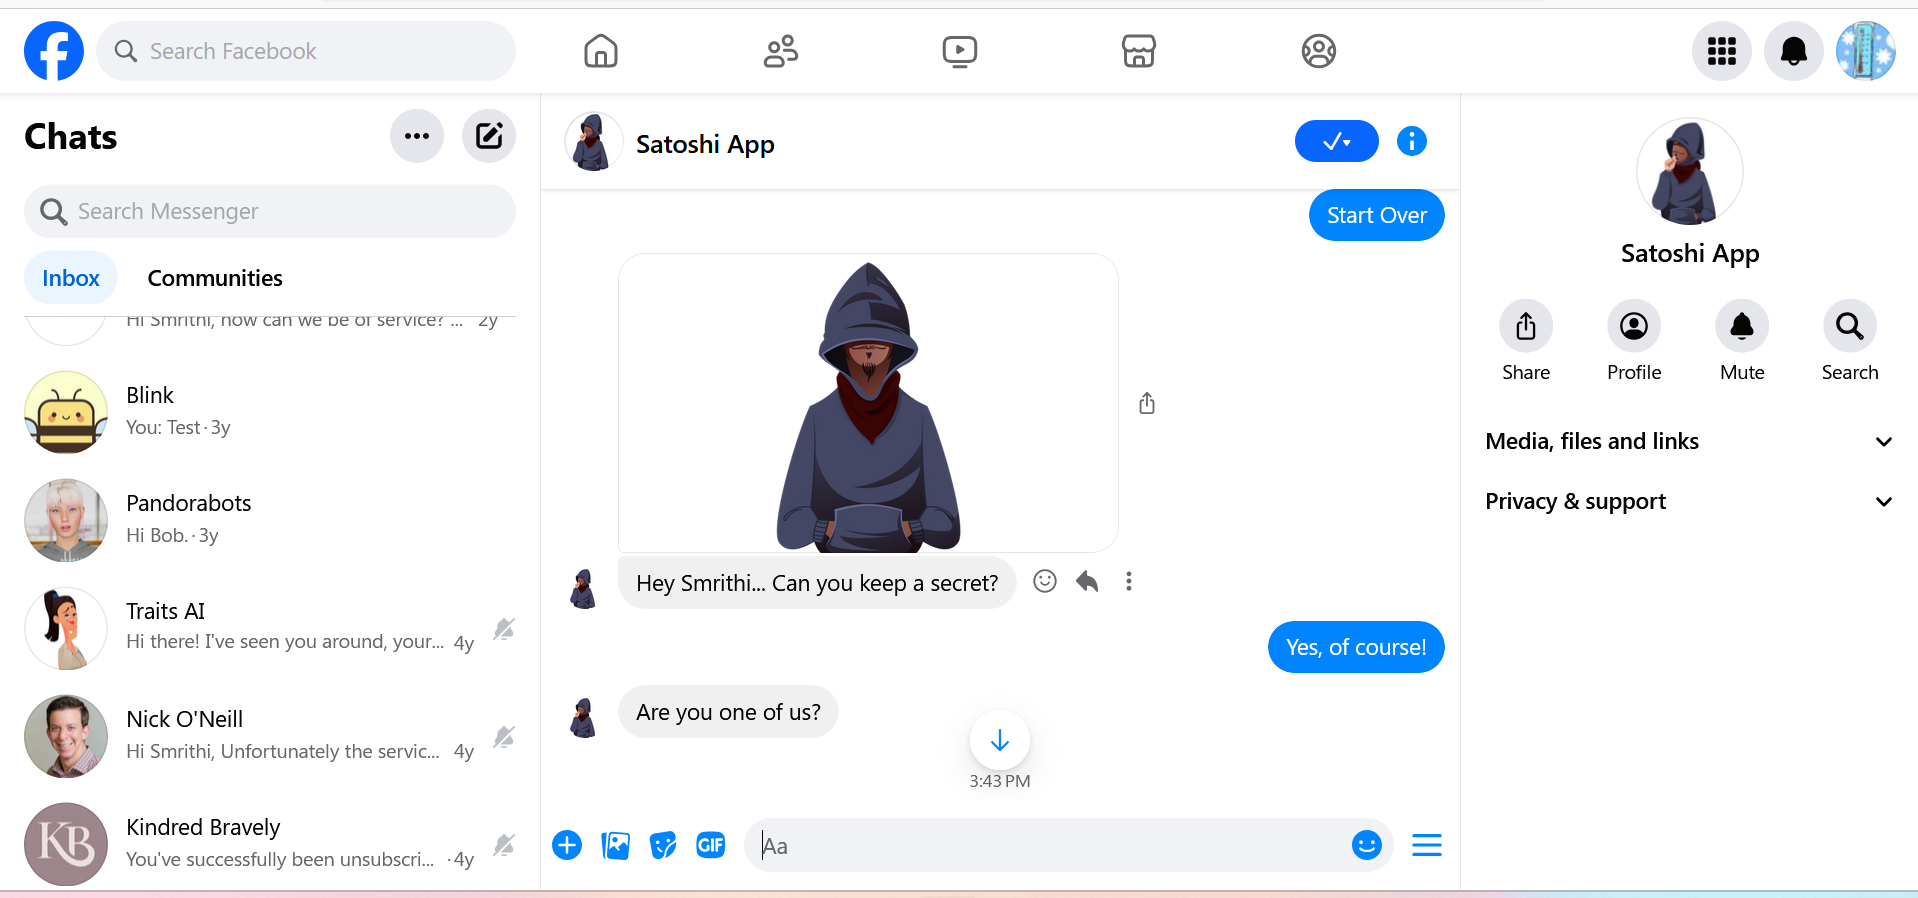 Search Facebook
Chats
Search Messenger
Inbox
Communities
Hi Smrithi, how can we be of service? ... 2y
Blink
You: Test · 3y
Pandorabots
Hi Bob. · 3y
Traits AI
Hi there! I've seen you around, your... 4y
Nick O'Neill
Hi Smrithi, Unfortunately the servic... 4y
KB
Kindred Bravely
You've successfully been unsubscri... · 4y
Satoshi App
Start Over
Hey Smrithi... Can you keep a secret?
Yes, of course!
Are you one of us?
3:43 PM
GIF
Aa
Satoshi App
Share
Profile
Mute
Search
Media, files and links
Privacy & support